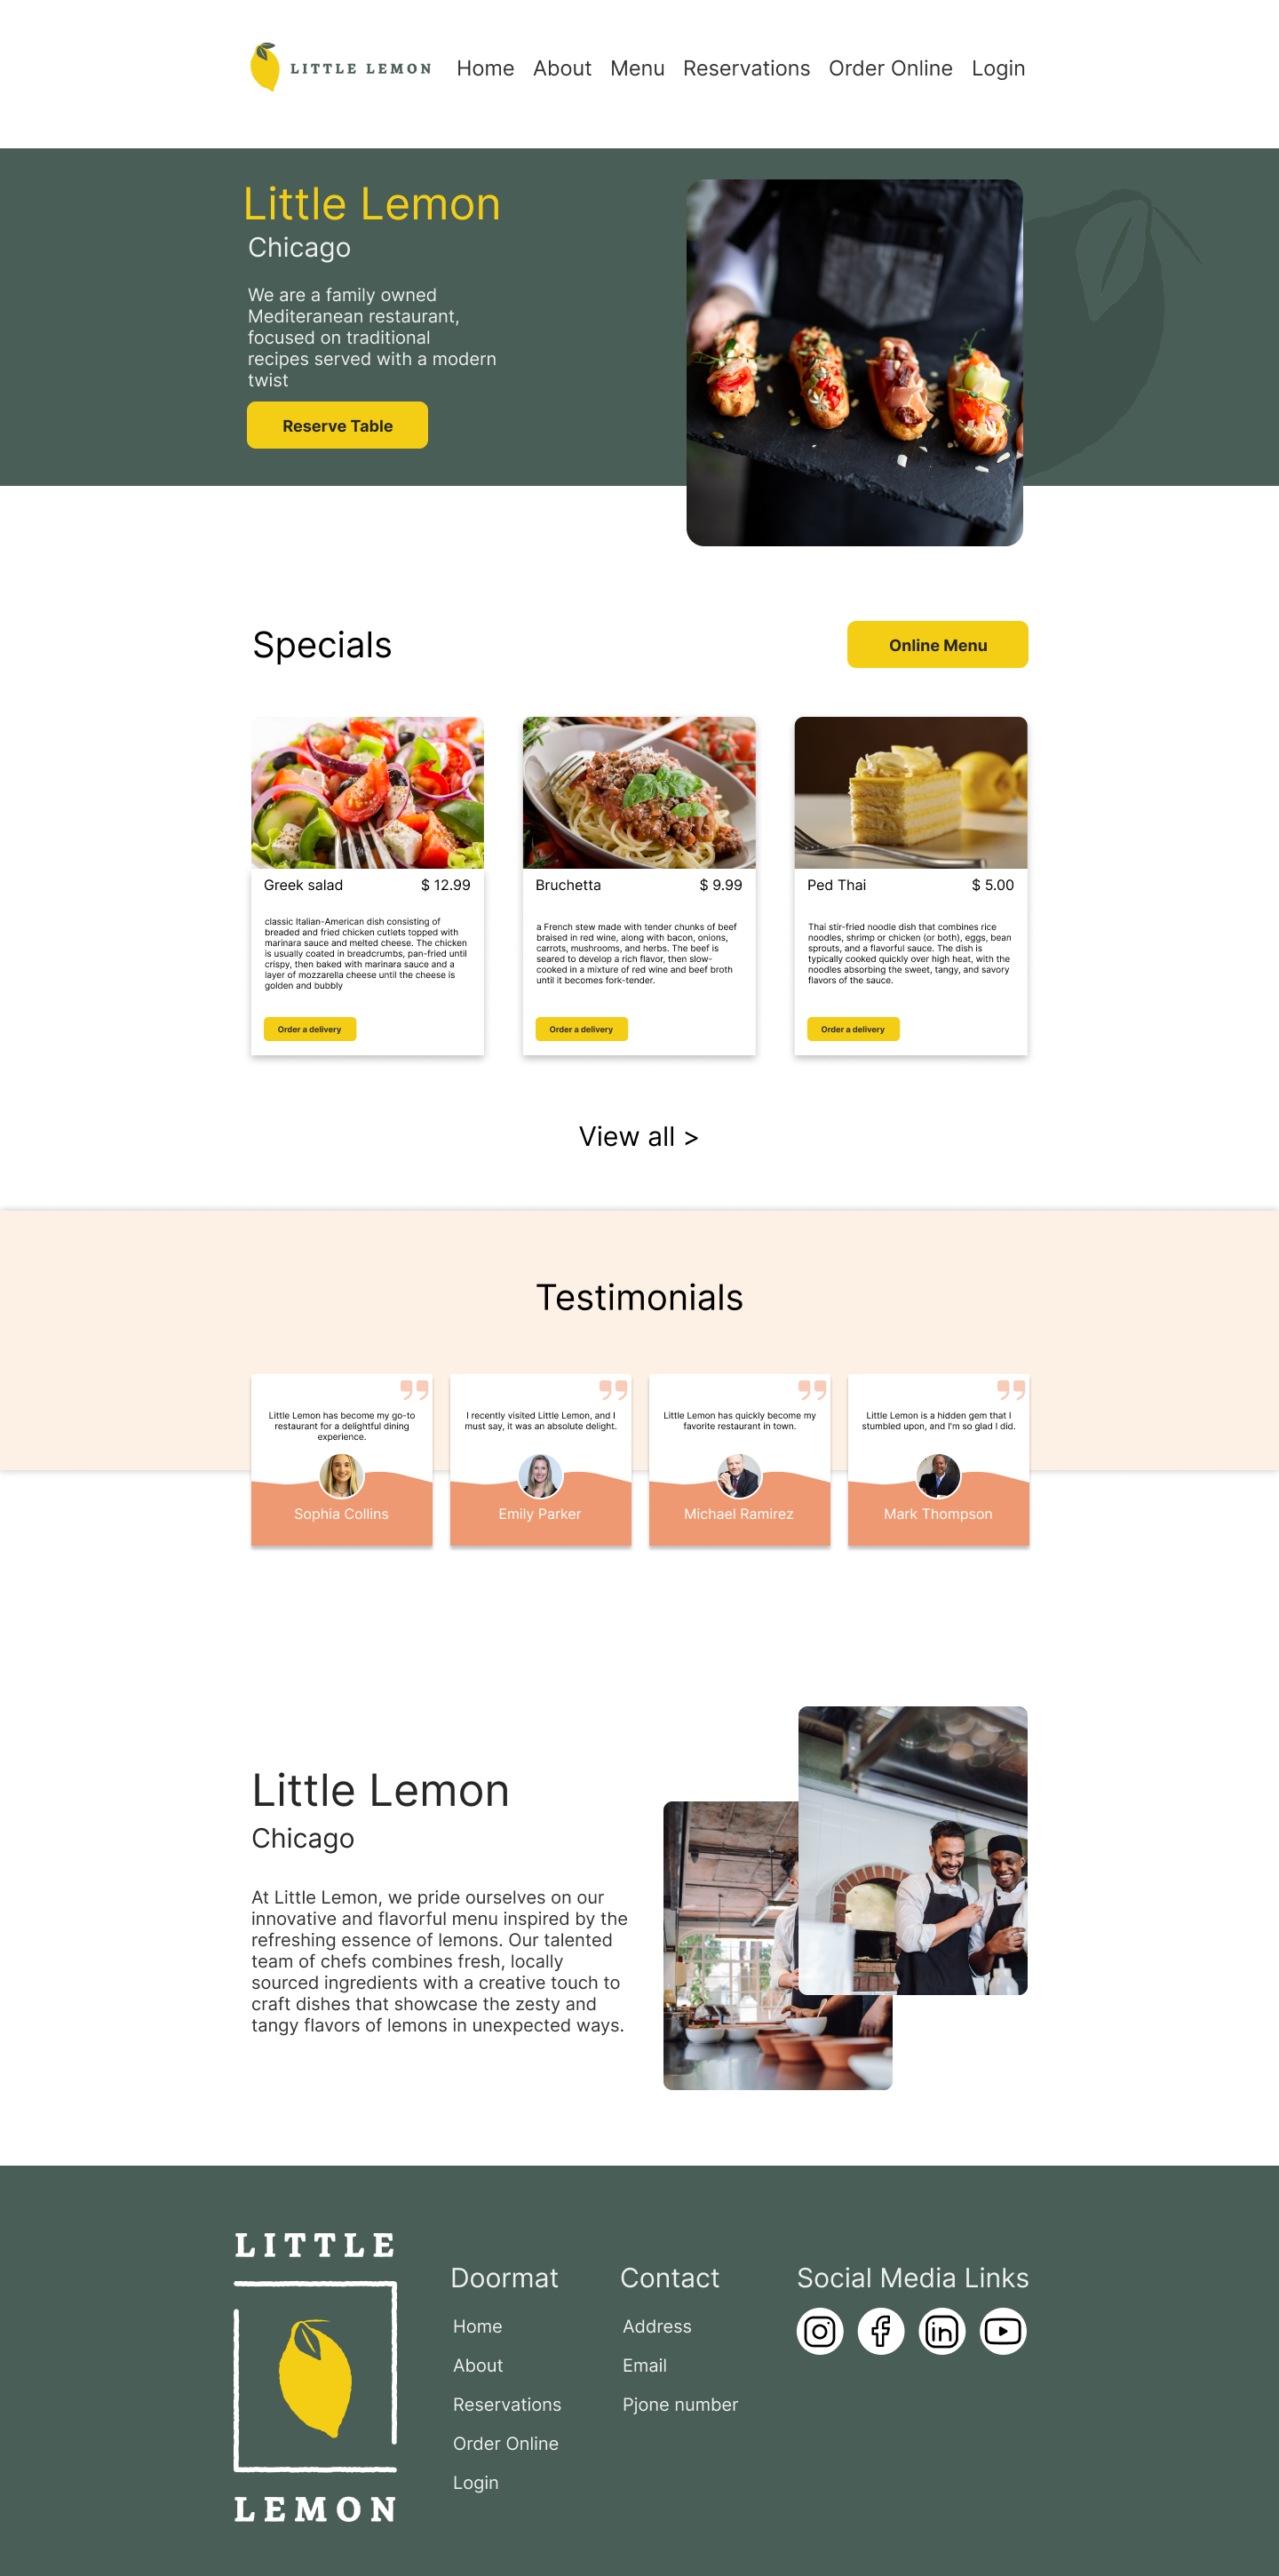 LITTLE LEMON
Home About Menu Reservations Order Online Login
Little Lemon
Chicago
We are a family owned
Mediteranean restaurant,
focused on traditional
recipes served with a modern
twist
Reserve Table
Specials
Online Menu
Greek salad $ 12.99
classic Italian-American dish consisting of
breaded and fried chicken cutlets topped with
marinara sauce and melted cheese. The chicken
is usually coated in breadcrumbs, pan-fried until
crispy, then baked with marinara sauce and a
layer of mozzarella cheese until the cheese is
golden and bubbly
Order a delivery
Bruchetta $ 9.99
a French stew made with tender chunks of beef
braised in red wine, along with bacon, onions,
carrots, mushrooms, and herbs. The beef is
seared to develop a rich flavor, then slow-
cooked in a mixture of red wine and beef broth
until it becomes fork-tender.
Order a delivery
Ped Thai $ 5.00
Thai stir-fried noodle dish that combines rice
noodles, shrimp or chicken (or both), eggs, bean
sprouts, and a flavorful sauce. The dish is
typically cooked quickly over high heat, with the
noodles absorbing the sweet, tangy, and savory
flavors of the sauce.
Order a delivery
View all >
Testimonials
Little Lemon has become my go-to
restaurant for a delightful dining
experience.
Sophia Collins
I recently visited Little Lemon, and I
must say, it was an absolute delight.
Emily Parker
Little Lemon has quickly become my
favorite restaurant in town.
Michael Ramirez
Little Lemon is a hidden gem that I
stumbled upon, and I'm so glad I did.
Mark Thompson
Little Lemon
Chicago
At Little Lemon, we pride ourselves on our
innovative and flavorful menu inspired by the
refreshing essence of lemons. Our talented
team of chefs combines fresh, locally
sourced ingredients with a creative touch to
craft dishes that showcase the zesty and
tangy flavors of lemons in unexpected ways.
LITTLE
LEMON
Doormat
Home
About
Reservations
Order Online
Login
Contact
Address
Email
Pjone number
Social Media Links